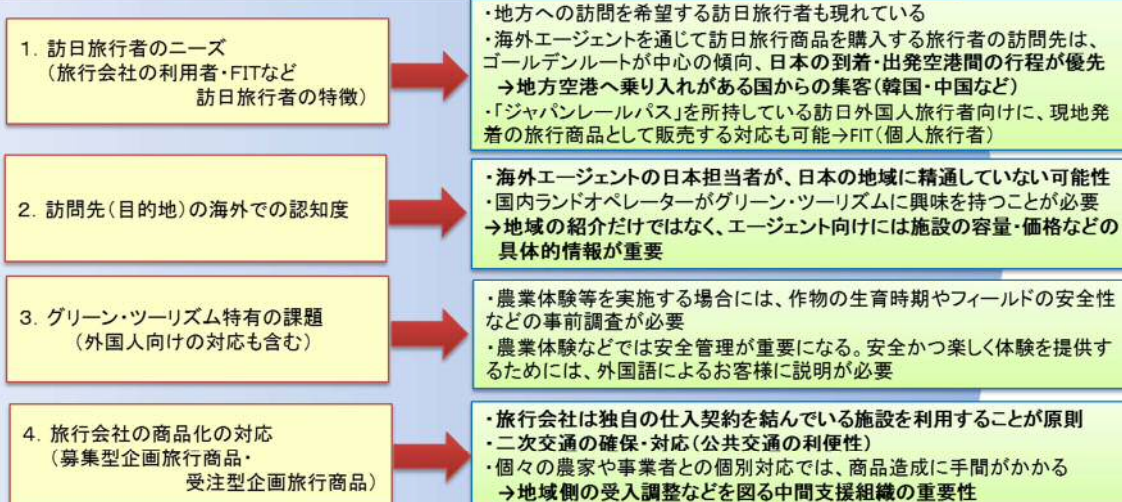 1. 訪日旅行者のニーズ
(旅行会社の利用者・FITなど
訪日旅行者の特徴)
・地方への訪問を希望する訪日旅行者も現れている
・海外エージェントを通じて訪日旅行商品を購入する旅行者の訪問先は、
ゴールデンルートが中心の傾向、日本の到着・出発空港間の行程が優先
→地方空港へ乗り入れがある国からの集客(韓国・中国など)
・「ジャパンレールパス」を所持している訪日外国人旅行者向けに、現地発
着の旅行商品として販売する対応も可能→FIT(個人旅行者)
2. 訪問先(目的地)の海外での認知度
・海外エージェントの日本担当者が、日本の地域に精通していない可能性
・国内ランドオペレーターがグリーン・ツーリズムに興味を持つことが必要
→地域の紹介だけではなく、エージェント向けには施設の容量・価格などの
具体的情報が重要
3. グリーン・ツーリズム特有の課題
(外国人向けの対応も含む)
・農業体験等を実施する場合には、作物の生育時期やフィールドの安全性
などの事前調査が必要
・農業体験などでは安全管理が重要になる。安全かつ楽しく体験を提供す
るためには、外国語によるお客様に説明が必要
4. 旅行会社の商品化の対応
(募集型企画旅行商品・
受注型企画旅行商品)
・旅行会社は独自の仕入契約を結んでいる施設を利用することが原則
・二次交通の確保・対応(公共交通の利便性)
・個々の農家や事業者との個別対応では、商品造成に手間がかかる
→地域側の受入調整などを図る中間支援組織の重要性